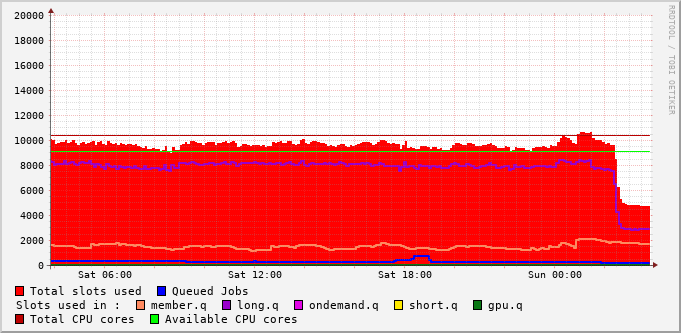 20000
18000
16000
14000
12000
10000
8000
6000
4000
2000
0
Sat 06:00 Sat 12:00 Sat 18:00 Sun 00:00
RRDTOOL / TOBI OETIKER
Total slots used Queued Jobs
Slots used in : member.q long.q ondemand.q short.q gpu.q
Total CPU cores Available CPU cores